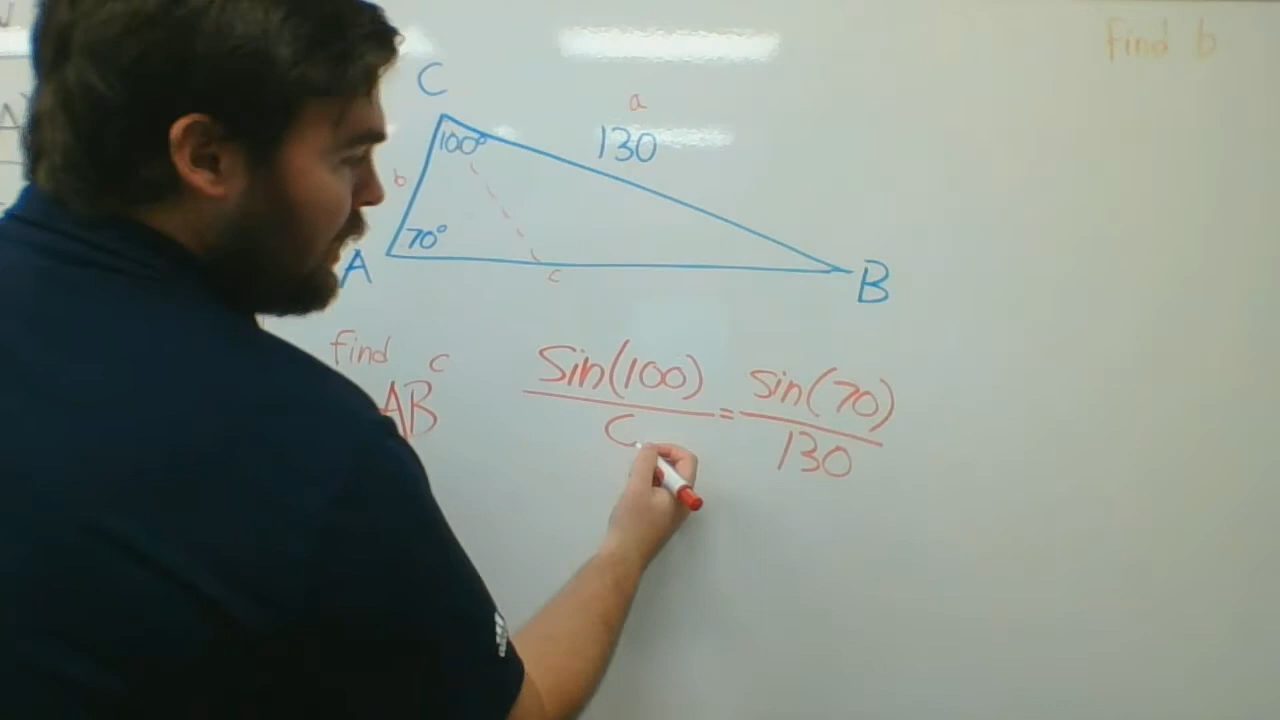 find b
C
a
130
100°
b
70°
A
c
B
find c
AB
Sin(100) = sin(70)
C 130